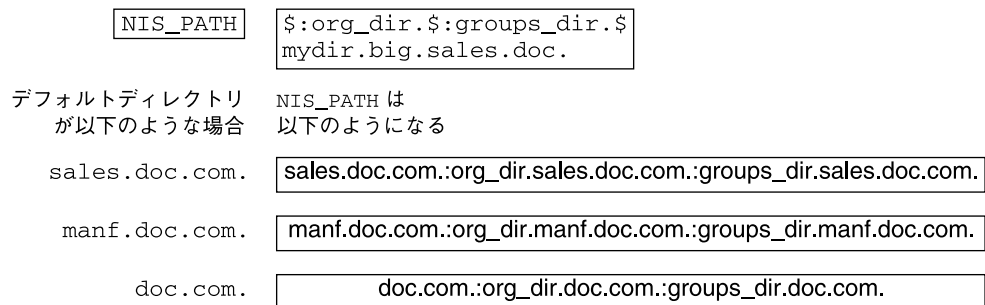 NIS_PATH
$:org_dir.$:groups_dir.$
mydir.big.sales.doc.
デフォルトディレクトリ
が以下のような場合
NIS_PATH は
以下のようになる
sales.doc.com. sales.doc.com.:org_dir.sales.doc.com.:groups_dir.sales.doc.com.
manf.doc.com. manf.doc.com.:org_dir.manf.doc.com.:groups_dir.manf.doc.com.
doc.com. doc.com.:org_dir.doc.com.:groups_dir.doc.com.